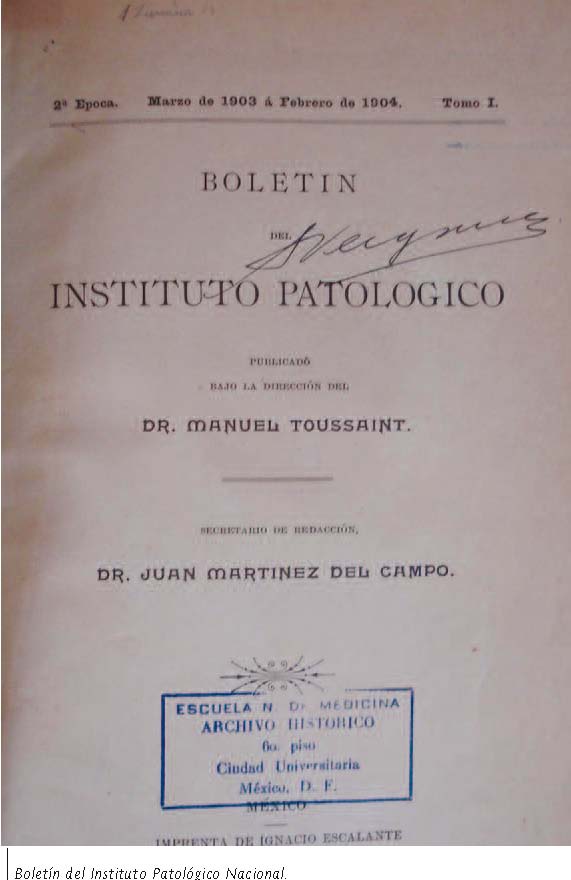 2ª Epoca. Marzo de 1903 á Febrero de 1904. Tomo I.
BOLETIN
DEL
INSTITUTO PATOLOGICO
PUBLICADO
BAJO LA DIRECCIÓN DEL
DR. MANUEL TOUSSAINT.
SECRETARIO DE REDACCIÓN,
DR. JUAN MARTINEZ DEL CAMPO.
ESCUELA N. DE MEDICINA
ARCHIVO HISTORICO
6o. piso
Ciudad Universitaria
México, D. F.
MÉXICO
IMPRENTA DE IGNACIO ESCALANTE
Boletín del Instituto Patológico Nacional.